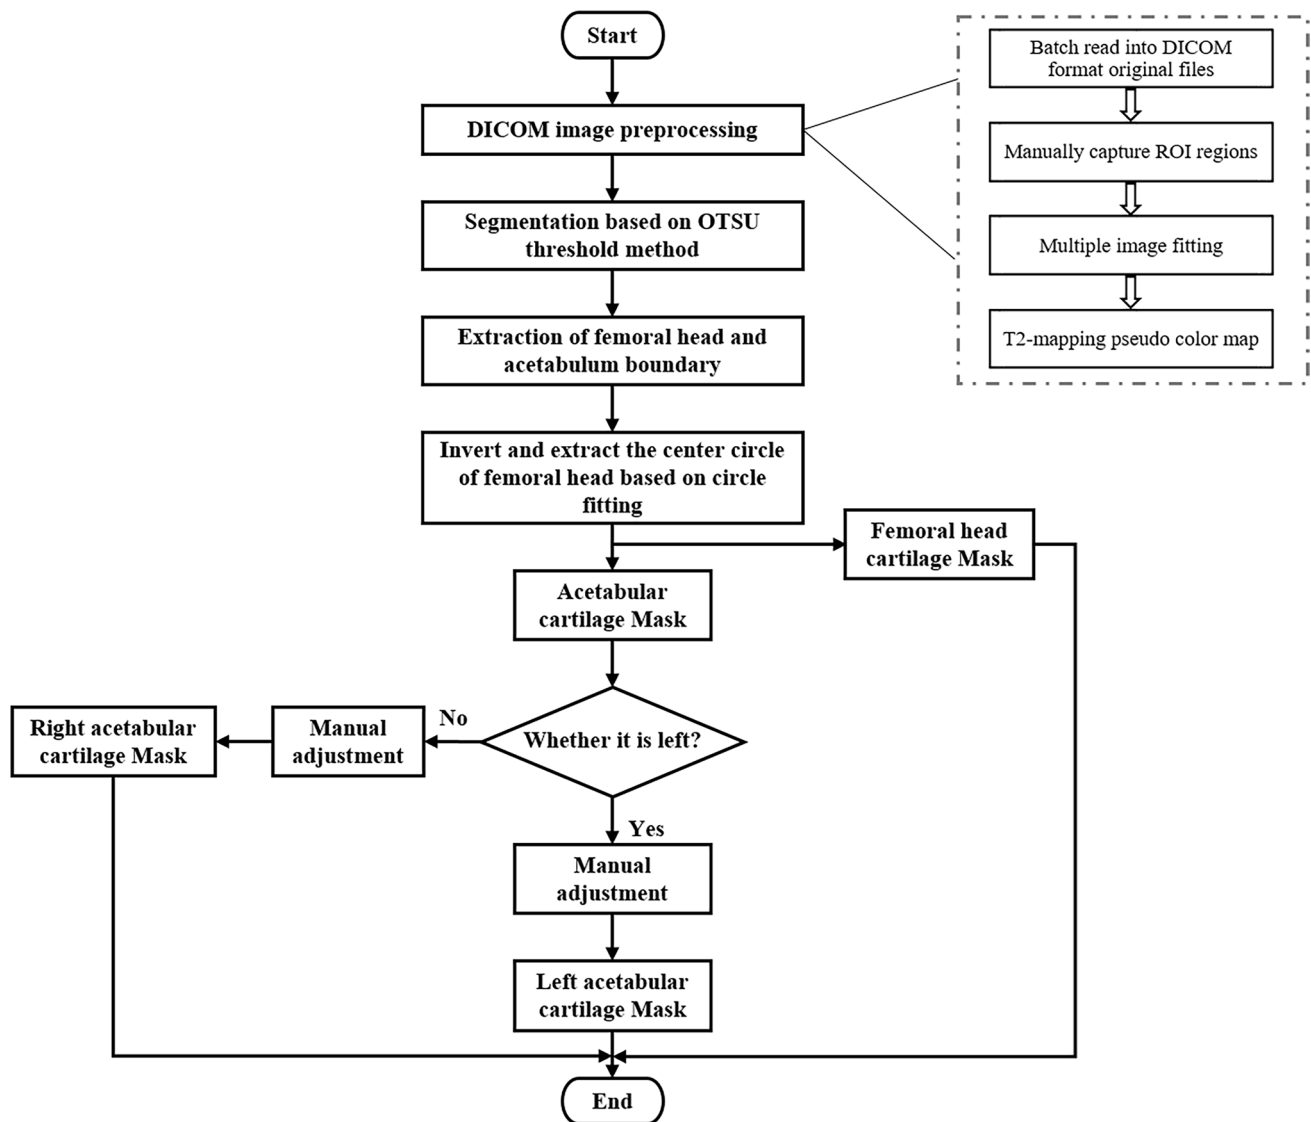 Start
DICOM image preprocessing
Segmentation based on OTSU
threshold method
Extraction of femoral head and
acetabulum boundary
Invert and extract the center circle
of femoral head based on circle
fitting
Femoral head
cartilage Mask
Acetabular
cartilage Mask
Whether it is left?
No
Manual
adjustment
Right acetabular
cartilage Mask
Yes
Manual
adjustment
Left acetabular
cartilage Mask
End
Batch read into DICOM
format original files
Manually capture ROI regions
Multiple image fitting
T2-mapping pseudo color map